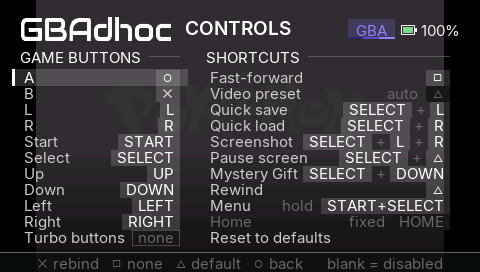 GBAdhoc CONTROLS GBA 100%
GAME BUTTONS
A ○
B ×
L L
R R
Start START
Select SELECT
Up UP
Down DOWN
Left LEFT
Right RIGHT
Turbo buttons none
SHORTCUTS
Fast-forward □
Video preset auto △
Quick save SELECT + L
Quick load SELECT + R
Screenshot SELECT + L + R
Pause screen SELECT + △
Mystery Gift SELECT + DOWN
Rewind △
Menu hold START+SELECT
Home fixed HOME
Reset to defaults
× rebind □ none △ default ○ back blank = disabled